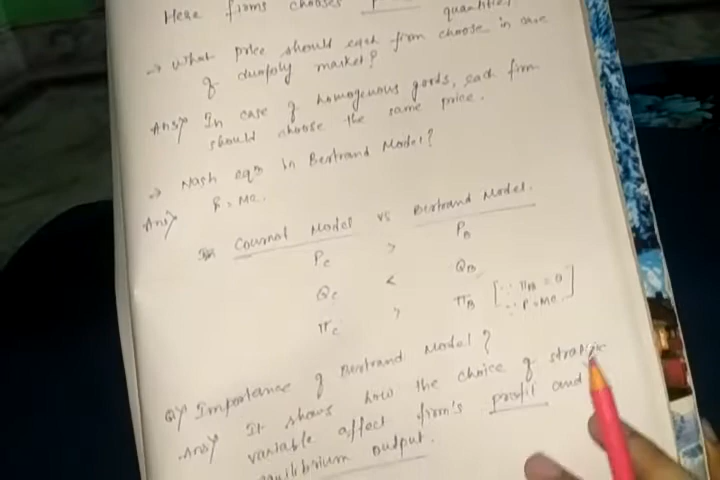 Here firms chooses quantities
→ What price should each firm choose in case
of duopoly market?
Ans) In case of homogenous goods, each firm
should choose the same price.
→ Nash eqn in Bertrand Model?
Ans) P = MC.
Cournot Model vs Bertrand Model.
Pc > PB
Qc < QB
πc > πB [∵ πB = 0
∵ P = MC]
Q) Importance of Bertrand Model?
Ans) It shows how the choice of strategic
variable affect firm's profit and
equilibrium output.